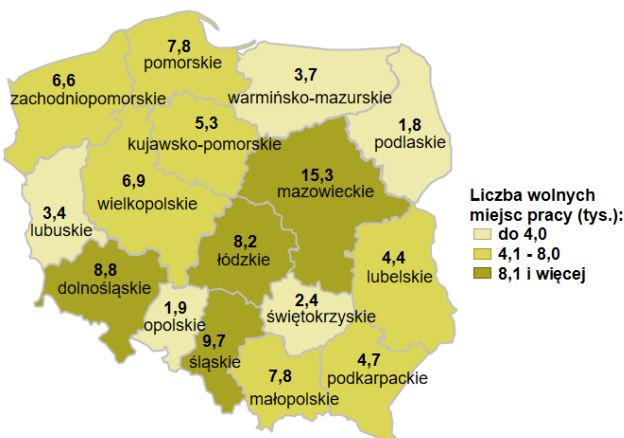 7,8
pomorskie
3,7
warmińsko-mazurskie
6,6
zachodniopomorskie
1,8
podlaskie
5,3
kujawsko-pomorskie
15,3
mazowieckie
6,9
wielkopolskie
3,4
lubuskie
8,2
łódzkie
4,4
lubelskie
8,8
dolnośląskie
1,9
opolskie
2,4
świętokrzyskie
9,7
śląskie
7,8
małopolskie
4,7
podkarpackie
Liczba wolnych
miejsc pracy (tys.):
do 4,0
4,1 - 8,0
8,1 i więcej